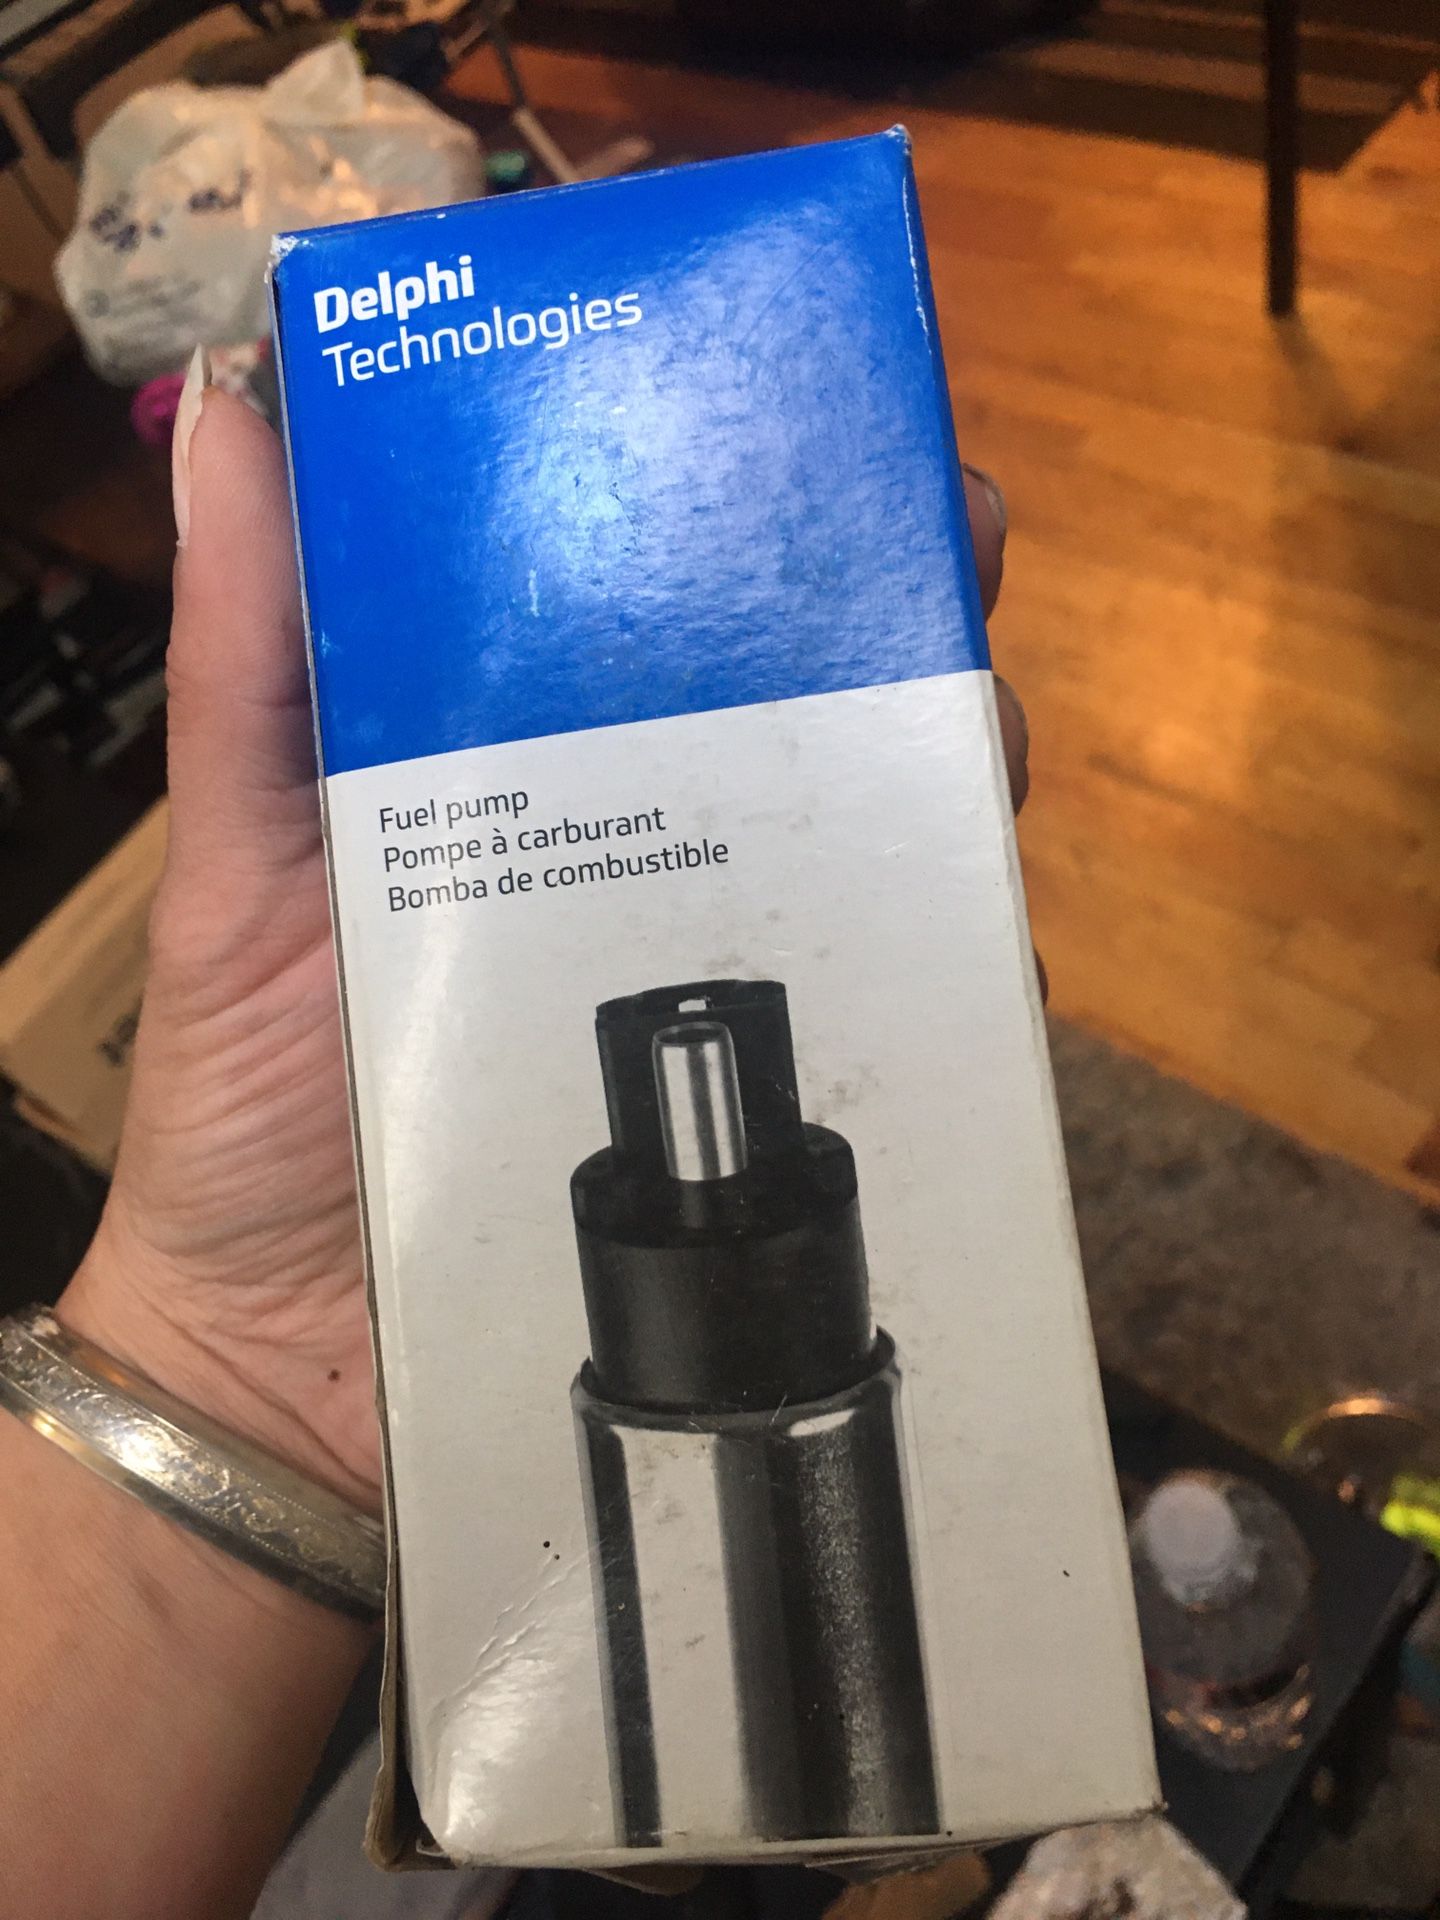 Delphi
Technologies
Fuel pump
Pompe à carburant
Bomba de combustible